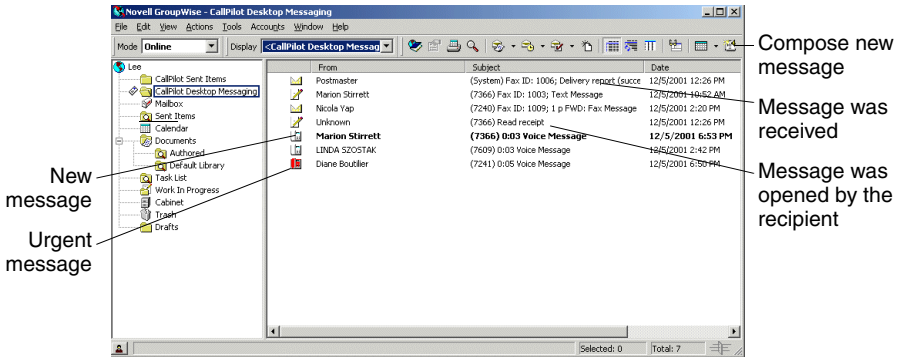 Novell GroupWise - CallPilot Desktop Messaging
File Edit View Actions Tools Accounts Window Help
Mode Online Display <CallPilot Desktop Messag
Lee
CallPilot Sent Items
CallPilot Desktop Messaging
Mailbox
Sent Items
Calendar
Documents
Authored
Default Library
Task List
Work In Progress
Cabinet
Trash
Drafts
From Subject Date
Postmaster (System) Fax ID: 1006; Delivery report (succe 12/5/2001 12:26 PM
Marion Stirrett (7366) Fax ID: 1003; Text Message 12/5/2001 10:52 AM
Nicola Yap (7240) Fax ID: 1009; 1 p FWD: Fax Message 12/5/2001 2:20 PM
Unknown (7366) Read receipt 12/5/2001 12:26 PM
Marion Stirrett (7366) 0:03 Voice Message 12/5/2001 6:53 PM
LINDA SZOSTAK (7609) 0:03 Voice Message 12/5/2001 2:42 PM
Diane Boutilier (7241) 0:05 Voice Message 12/5/2001 6:50 PM
Selected: 0 Total: 7
New
message
Urgent
message
Compose new
message
Message was
received
Message was
opened by the
recipient